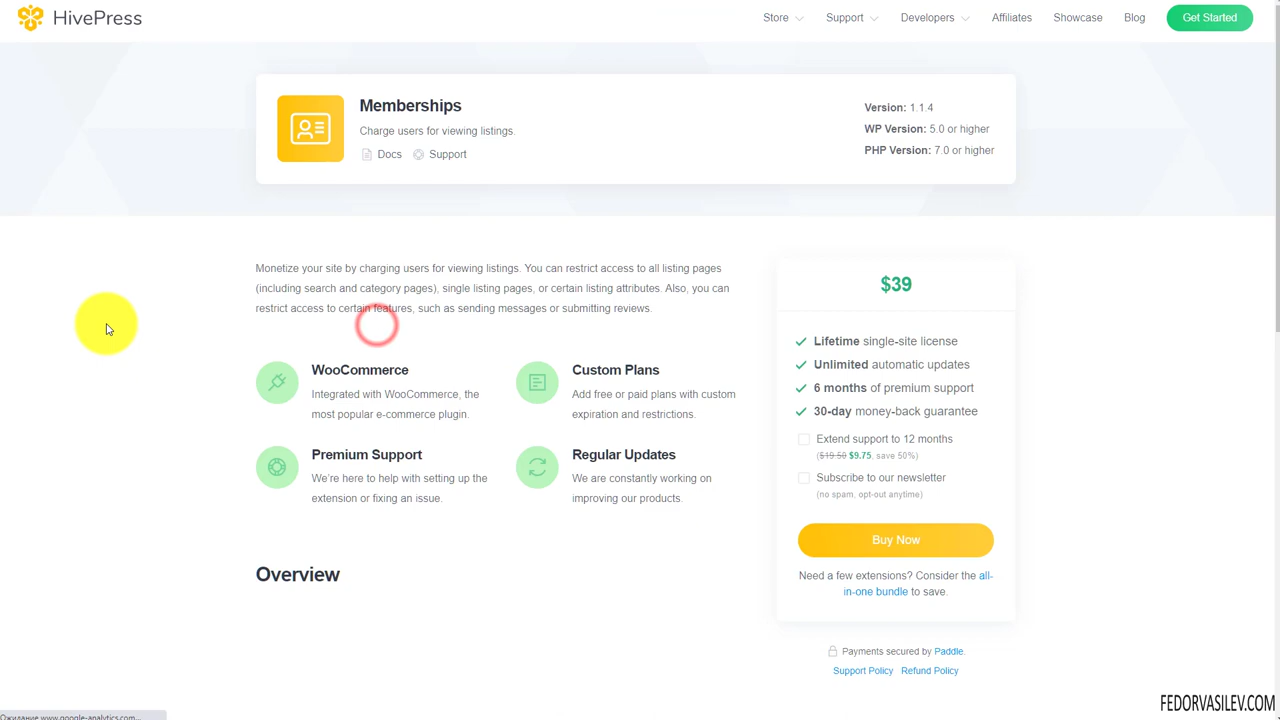 HivePress
Store Support Developers Affiliates Showcase Blog Get Started
Memberships
Charge users for viewing listings.
Docs Support
Version: 1.1.4
WP Version: 5.0 or higher
PHP Version: 7.0 or higher
Monetize your site by charging users for viewing listings. You can restrict access to all listing pages
(including search and category pages), single listing pages, or certain listing attributes. Also, you can
restrict access to certain features, such as sending messages or submitting reviews.
WooCommerce
Integrated with WooCommerce, the
most popular e-commerce plugin.
Custom Plans
Add free or paid plans with custom
expiration and restrictions.
Premium Support
We're here to help with setting up the
extension or fixing an issue.
Regular Updates
We are constantly working on
improving our products.
Overview
$39
Lifetime single-site license
Unlimited automatic updates
6 months of premium support
30-day money-back guarantee
Extend support to 12 months
($19.50 $9.75, save 50%)
Subscribe to our newsletter
(no spam, opt-out anytime)
Buy Now
Need a few extensions? Consider the all-
in-one bundle to save.
Payments secured by Paddle.
Support Policy Refund Policy
Ожидание www.google-analytics.com...
FEDORVASILEV.COM